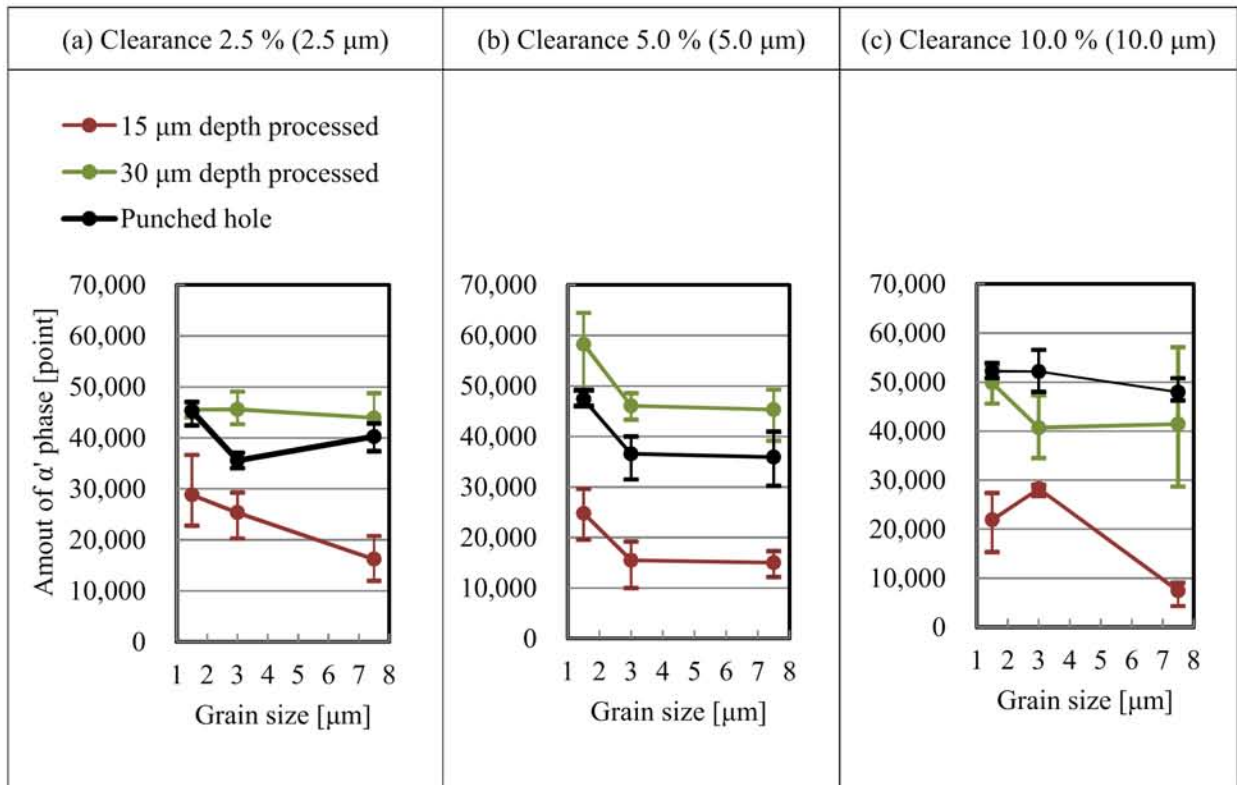 (a) Clearance 2.5 % (2.5 μm)
(b) Clearance 5.0 % (5.0 μm)
(c) Clearance 10.0 % (10.0 μm)
15 μm depth processed
30 μm depth processed
Punched hole
Amout of α' phase [point]
70,000
60,000
50,000
40,000
30,000
20,000
10,000
0
1 2 3 4 5 6 7 8
Grain size [μm]
70,000
60,000
50,000
40,000
30,000
20,000
10,000
0
1 2 3 4 5 6 7 8
Grain size [μm]
70,000
60,000
50,000
40,000
30,000
20,000
10,000
0
1 2 3 4 5 6 7 8
Grain size [μm]